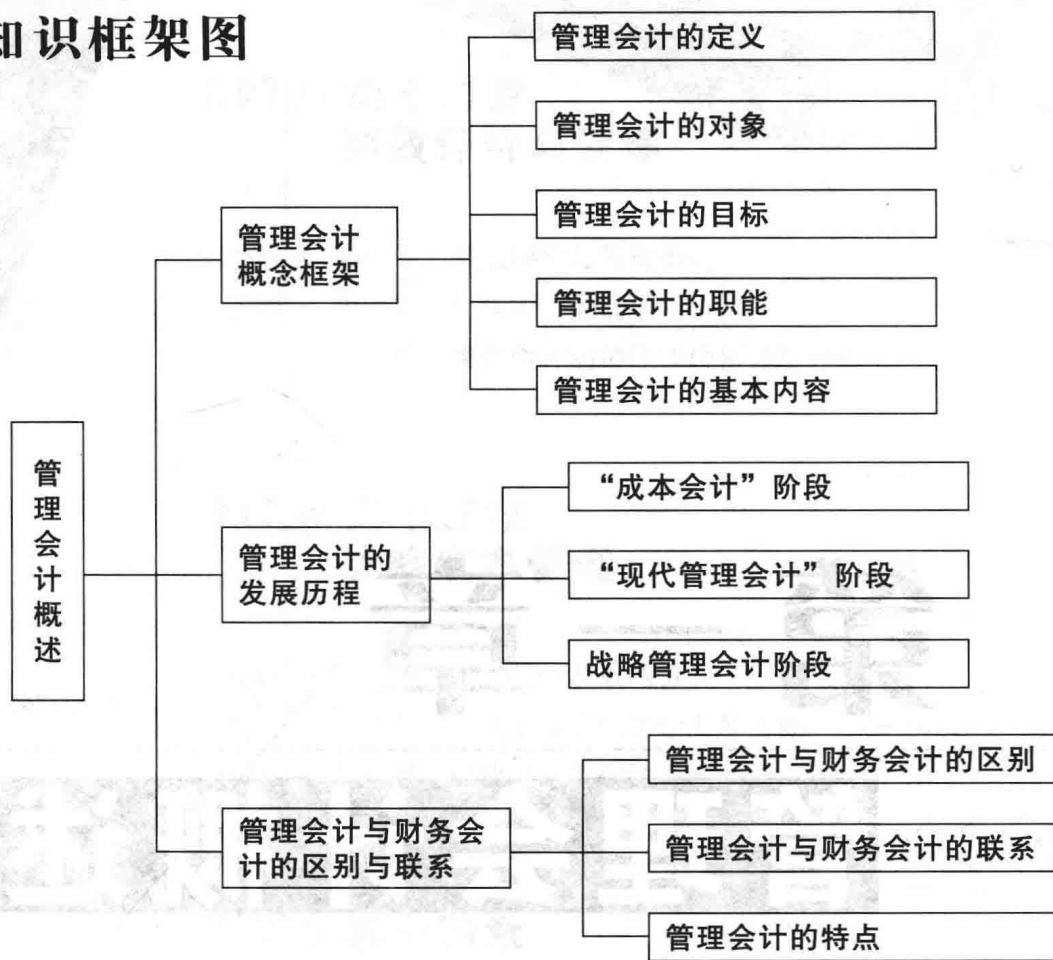 知识框架图
管理会计的定义
管理会计的对象
管理会计的目标
管理会计的职能
管理会计的基本内容
管理会计
概念框架
管理会计概述
管理会计的
发展历程
“成本会计”阶段
“现代管理会计”阶段
战略管理会计阶段
管理会计与财务会
计的区别与联系
管理会计与财务会计的区别
管理会计与财务会计的联系
管理会计的特点